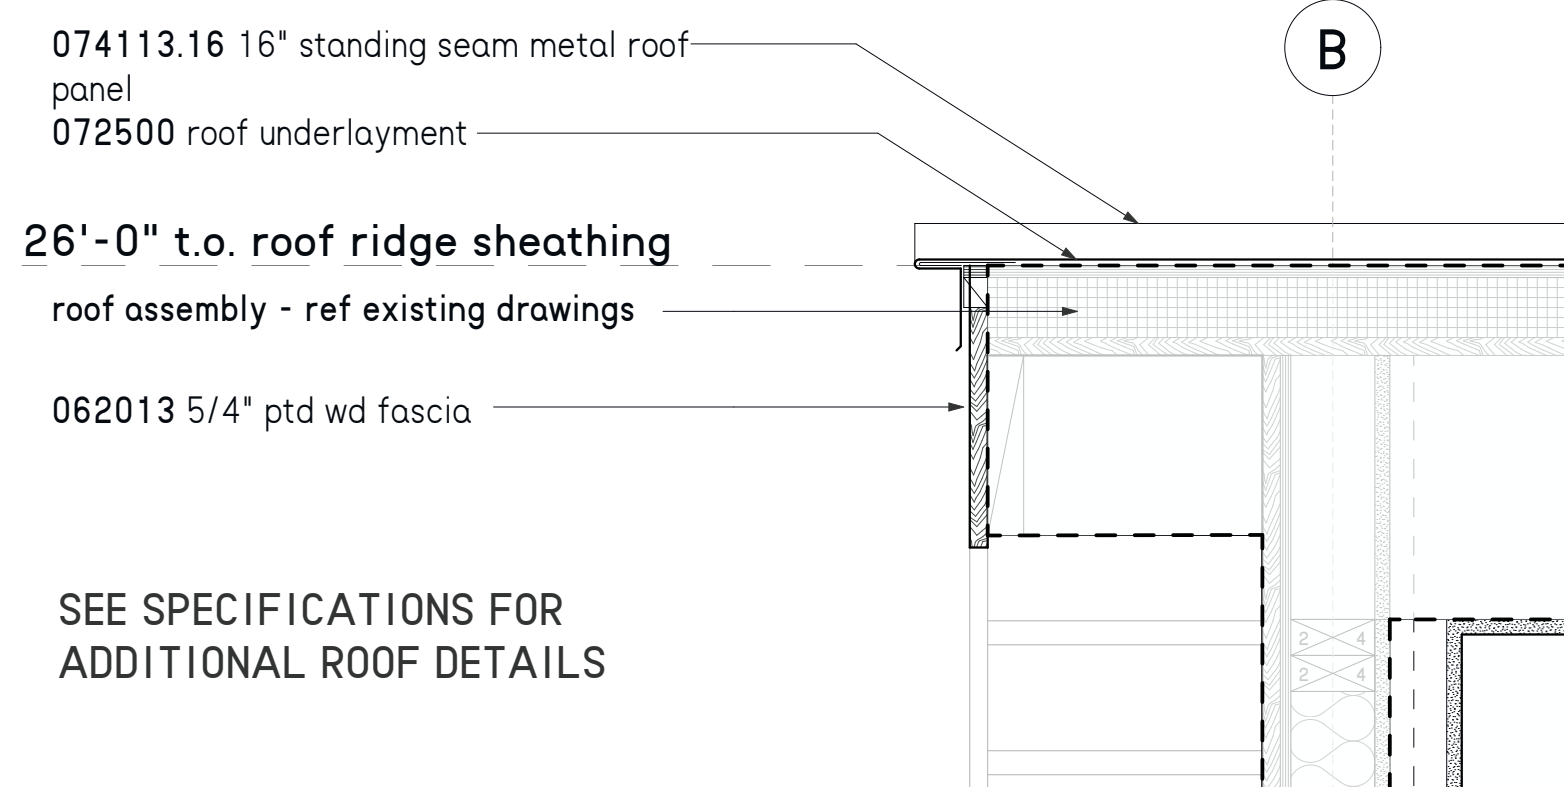 074113.16 16" standing seam metal roof
panel
072500 roof underlayment
B
26'-0" t.o. roof ridge sheathing
roof assembly - ref existing drawings
062013 5/4" ptd wd fascia
SEE SPECIFICATIONS FOR
ADDITIONAL ROOF DETAILS
2 4
2 4